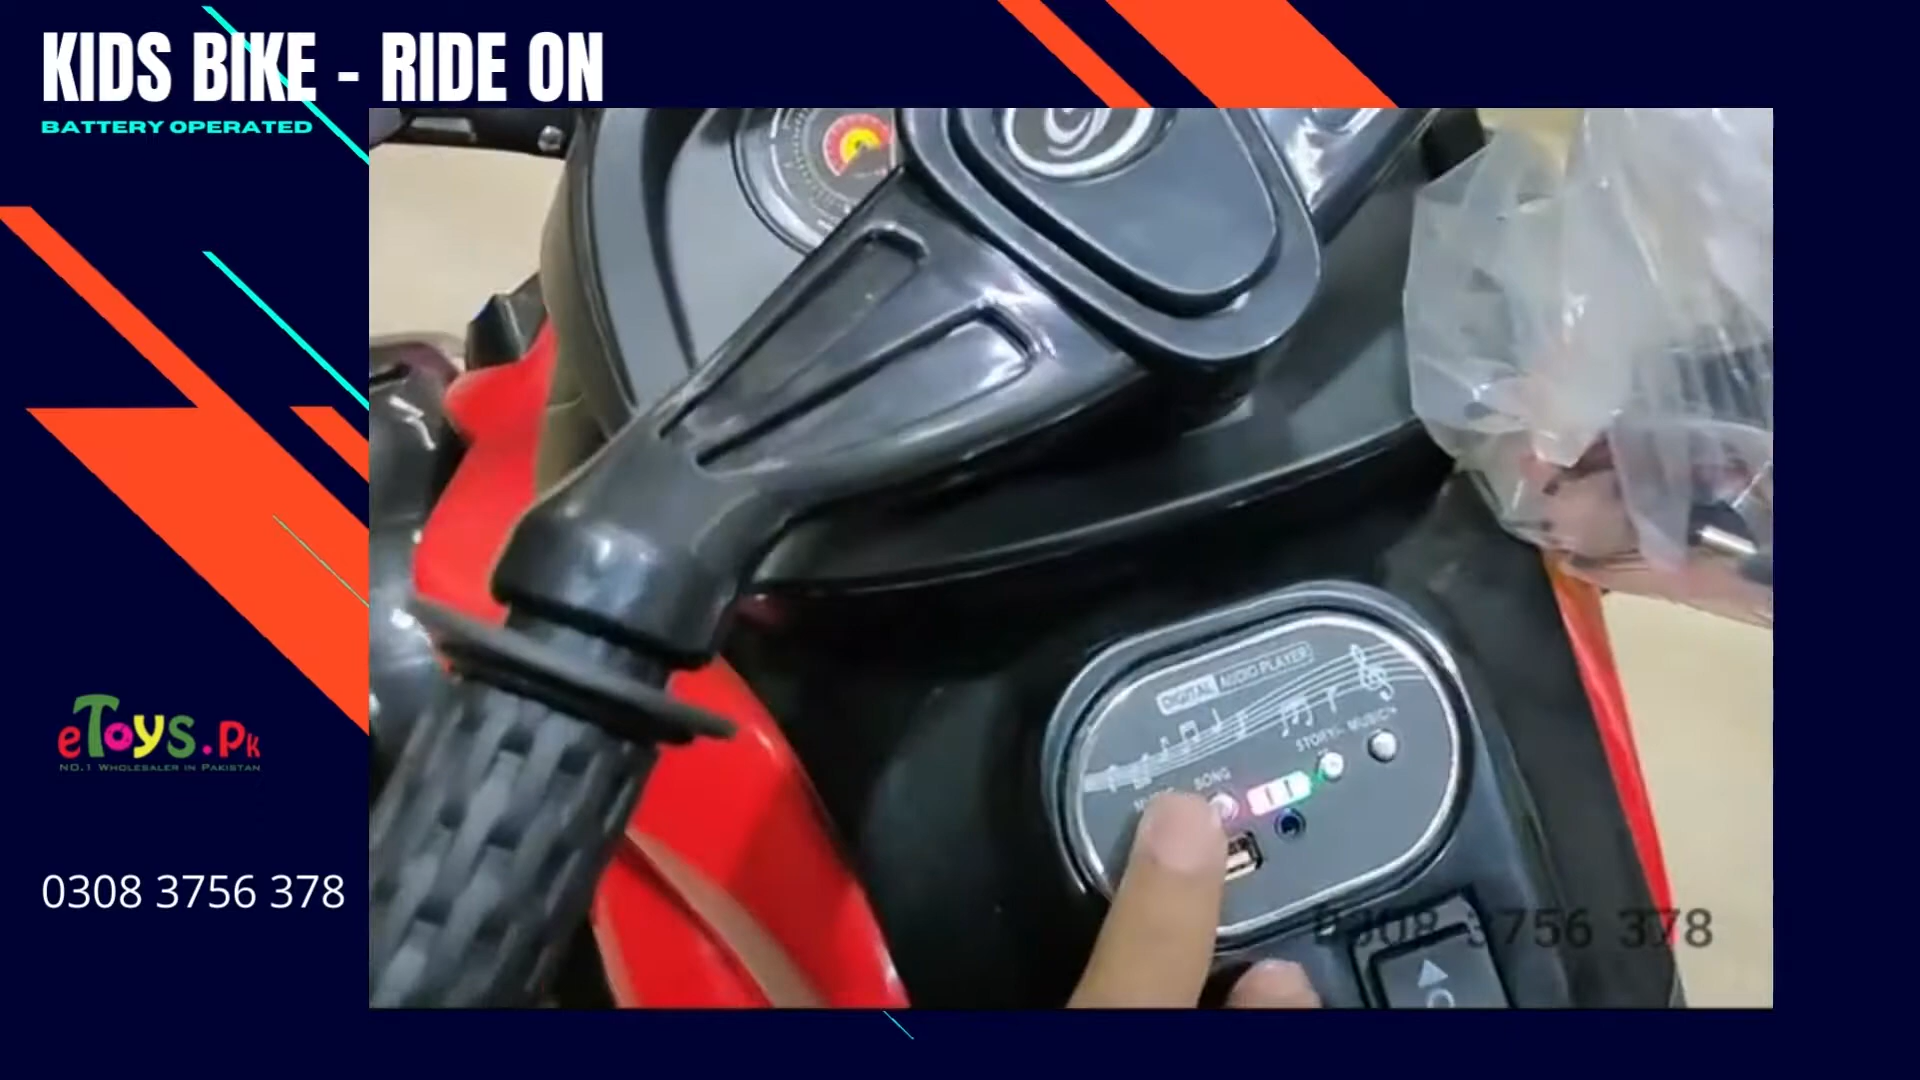 KIDS BIKE - RIDE ON
BATTERY OPERATED
DIGITAL AUDIO PLAYER
STORY- MUSIC+
SONG
eToys.Pk
NO.1 WHOLESALER IN PAKISTAN
0308 3756 378
0308 3756 378